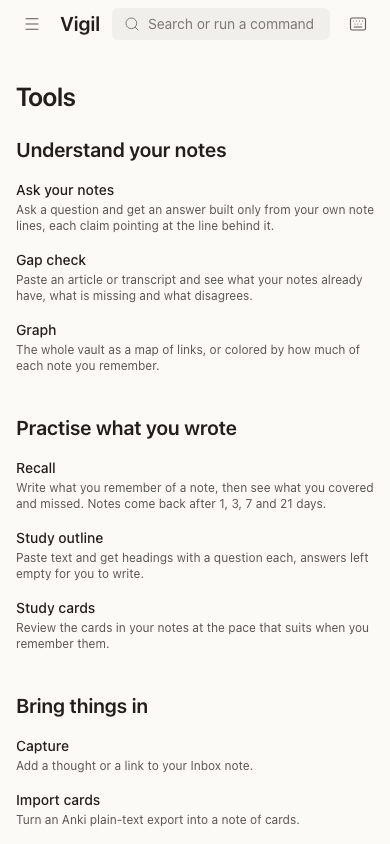 Vigil
Search or run a command
Tools
Understand your notes
Ask your notes
Ask a question and get an answer built only from your own note
lines, each claim pointing at the line behind it.
Gap check
Paste an article or transcript and see what your notes already
have, what is missing and what disagrees.
Graph
The whole vault as a map of links, or colored by how much of
each note you remember.
Practise what you wrote
Recall
Write what you remember of a note, then see what you covered
and missed. Notes come back after 1, 3, 7 and 21 days.
Study outline
Paste text and get headings with a question each, answers left
empty for you to write.
Study cards
Review the cards in your notes at the pace that suits when you
remember them.
Bring things in
Capture
Add a thought or a link to your Inbox note.
Import cards
Turn an Anki plain-text export into a note of cards.